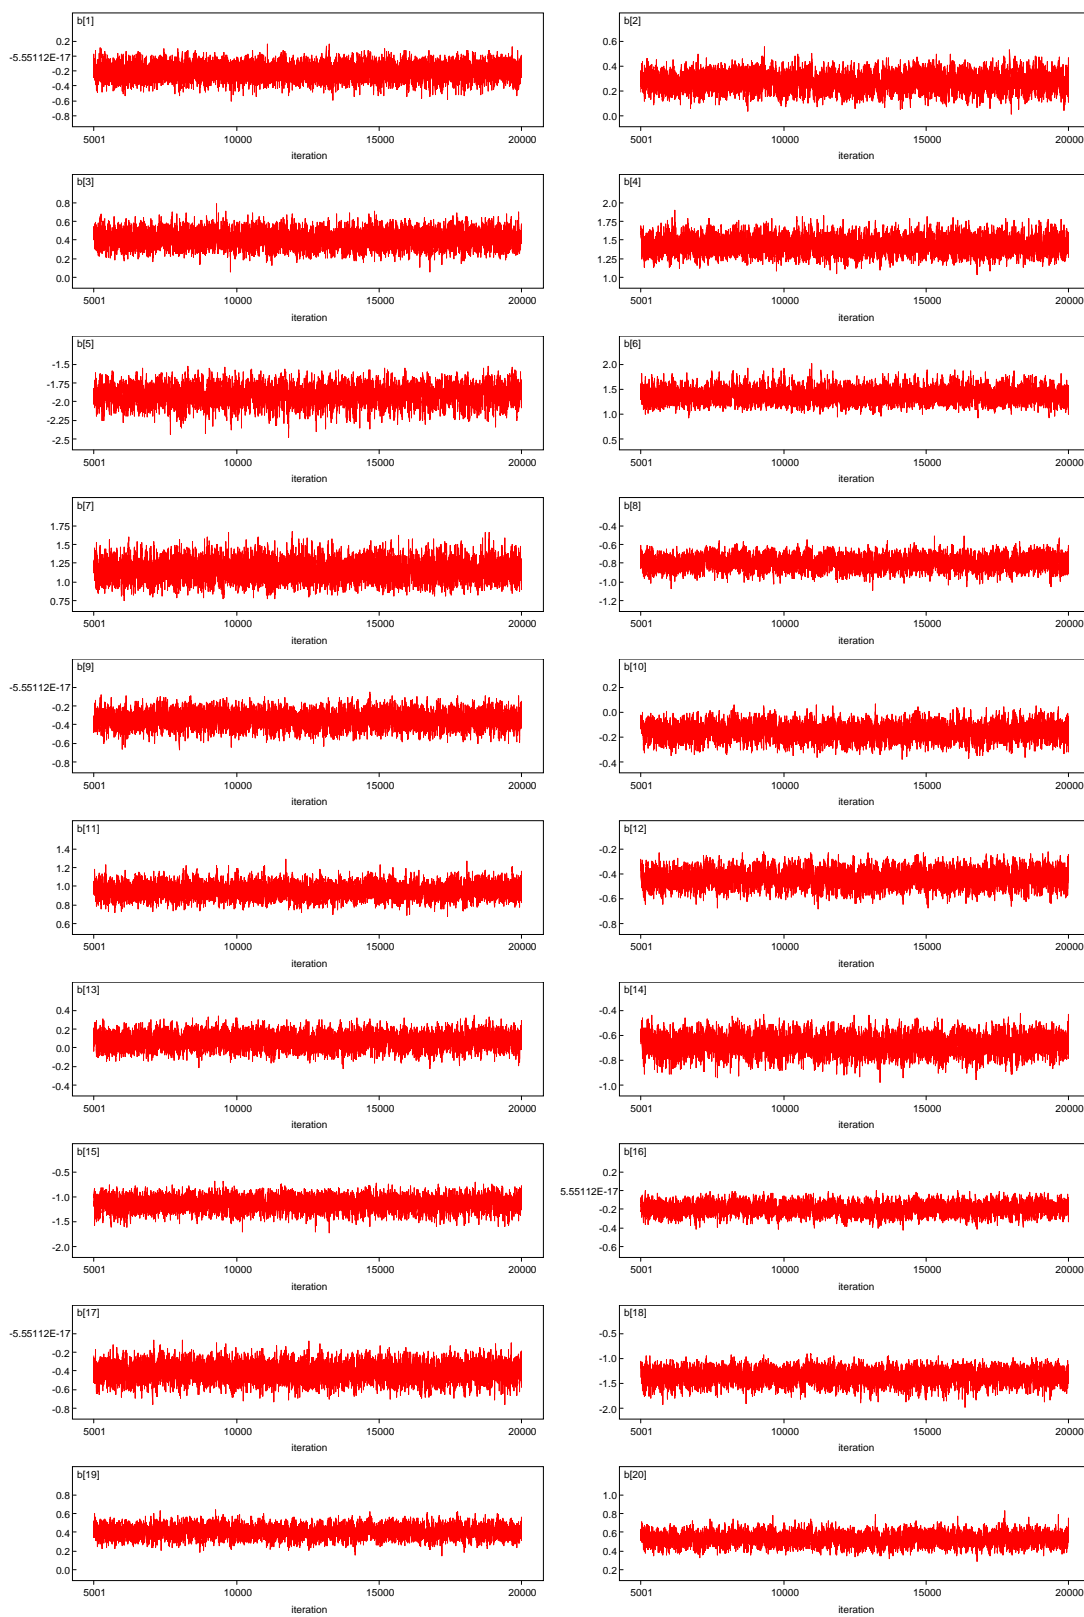 b[1]
0.2
-5.55112E-17
-0.2
-0.4
-0.6
-0.8
5001 10000 15000 20000
iteration
b[2]
0.6
0.4
0.2
0.0
5001 10000 15000 20000
iteration
b[3]
0.8
0.6
0.4
0.2
0.0
5001 10000 15000 20000
iteration
b[4]
2.0
1.75
1.5
1.25
1.0
5001 10000 15000 20000
iteration
b[5]
-1.5
-1.75
-2.0
-2.25
-2.5
5001 10000 15000 20000
iteration
b[6]
2.0
1.5
1.0
0.5
5001 10000 15000 20000
iteration
b[7]
1.75
1.5
1.25
1.0
0.75
5001 10000 15000 20000
iteration
b[8]
-0.4
-0.6
-0.8
-1.0
-1.2
5001 10000 15000 20000
iteration
b[9]
-5.55112E-17
-0.2
-0.4
-0.6
-0.8
5001 10000 15000 20000
iteration
b[10]
0.2
0.0
-0.2
-0.4
5001 10000 15000 20000
iteration
b[11]
1.4
1.2
1.0
0.8
0.6
5001 10000 15000 20000
iteration
b[12]
-0.2
-0.4
-0.6
-0.8
5001 10000 15000 20000
iteration
b[13]
0.4
0.2
0.0
-0.2
-0.4
5001 10000 15000 20000
iteration
b[14]
-0.4
-0.6
-0.8
-1.0
5001 10000 15000 20000
iteration
b[15]
-0.5
-1.0
-1.5
-2.0
5001 10000 15000 20000
iteration
b[16]
0.2
5.55112E-17
-0.2
-0.4
-0.6
5001 10000 15000 20000
iteration
b[17]
-5.55112E-17
-0.2
-0.4
-0.6
-0.8
5001 10000 15000 20000
iteration
b[18]
-0.5
-1.0
-1.5
-2.0
5001 10000 15000 20000
iteration
b[19]
0.8
0.6
0.4
0.2
0.0
5001 10000 15000 20000
iteration
b[20]
1.0
0.8
0.6
0.4
0.2
5001 10000 15000 20000
iteration